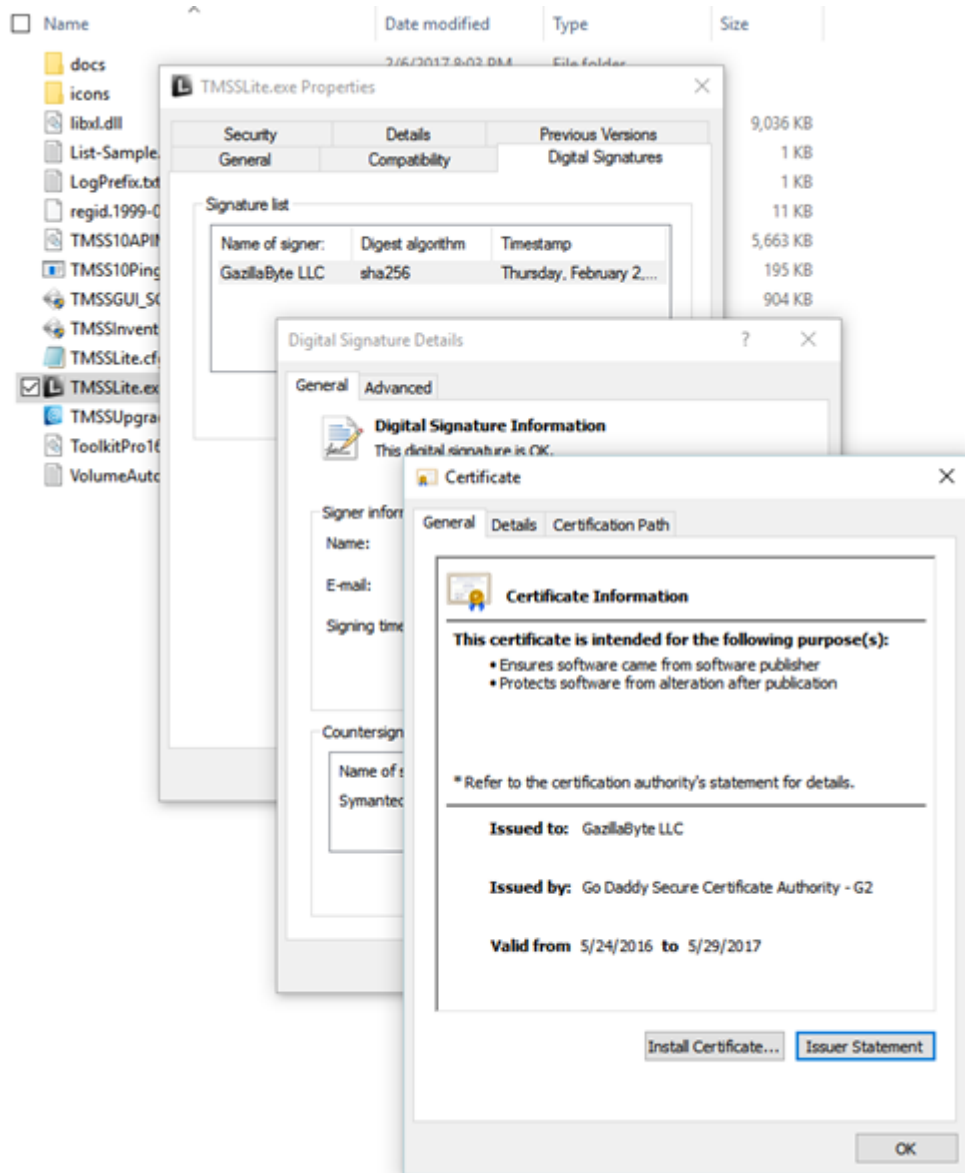 Name Date modified Type Size
docs 2/6/2017 8:03 PM File folder
icons
libxl.dll 9,036 KB
List-Sample. 1 KB
LogPrefix.txt 1 KB
regid.1999-0 11 KB
TMSS10API 5,663 KB
TMSS10Ping 195 KB
TMSSGUI_SC 904 KB
TMSSInvent
TMSSLite.cf
TMSSLite.ex
TMSSUpgra
ToolkitPro16
VolumeAuto
TMSSLite.exe Properties
Security Details Previous Versions
General Compatibility Digital Signatures
Signature list
Name of signer: Digest algorithm Timestamp
GazillaByte LLC sha256 Thursday, February 2,...
Digital Signature Details ?
General Advanced
Digital Signature Information
This digital signature is OK.
Signer inform
Name:
E-mail:
Signing time
Countersign
Name of s
Symantec
Certificate
General Details Certification Path
Certificate Information
This certificate is intended for the following purpose(s):
• Ensures software came from software publisher
• Protects software from alteration after publication
* Refer to the certification authority's statement for details.
Issued to: GazillaByte LLC
Issued by: Go Daddy Secure Certificate Authority - G2
Valid from 5/24/2016 to 5/29/2017
Install Certificate... Issuer Statement
OK